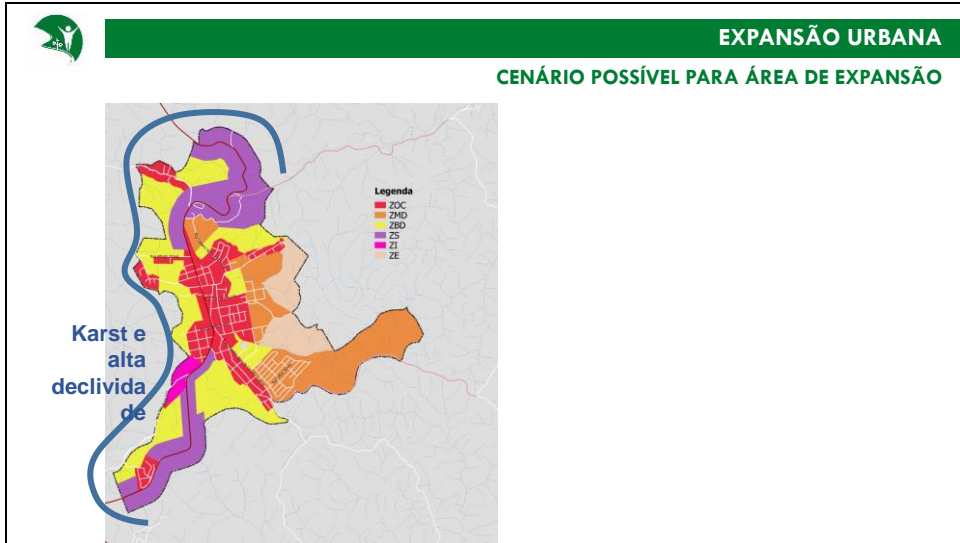 EXPANSÃO URBANA
CENÁRIO POSSÍVEL PARA ÁREA DE EXPANSÃO
Legenda
ZOC
ZMD
ZBD
ZS
ZI
ZE
Karst e
alta
declivida
de